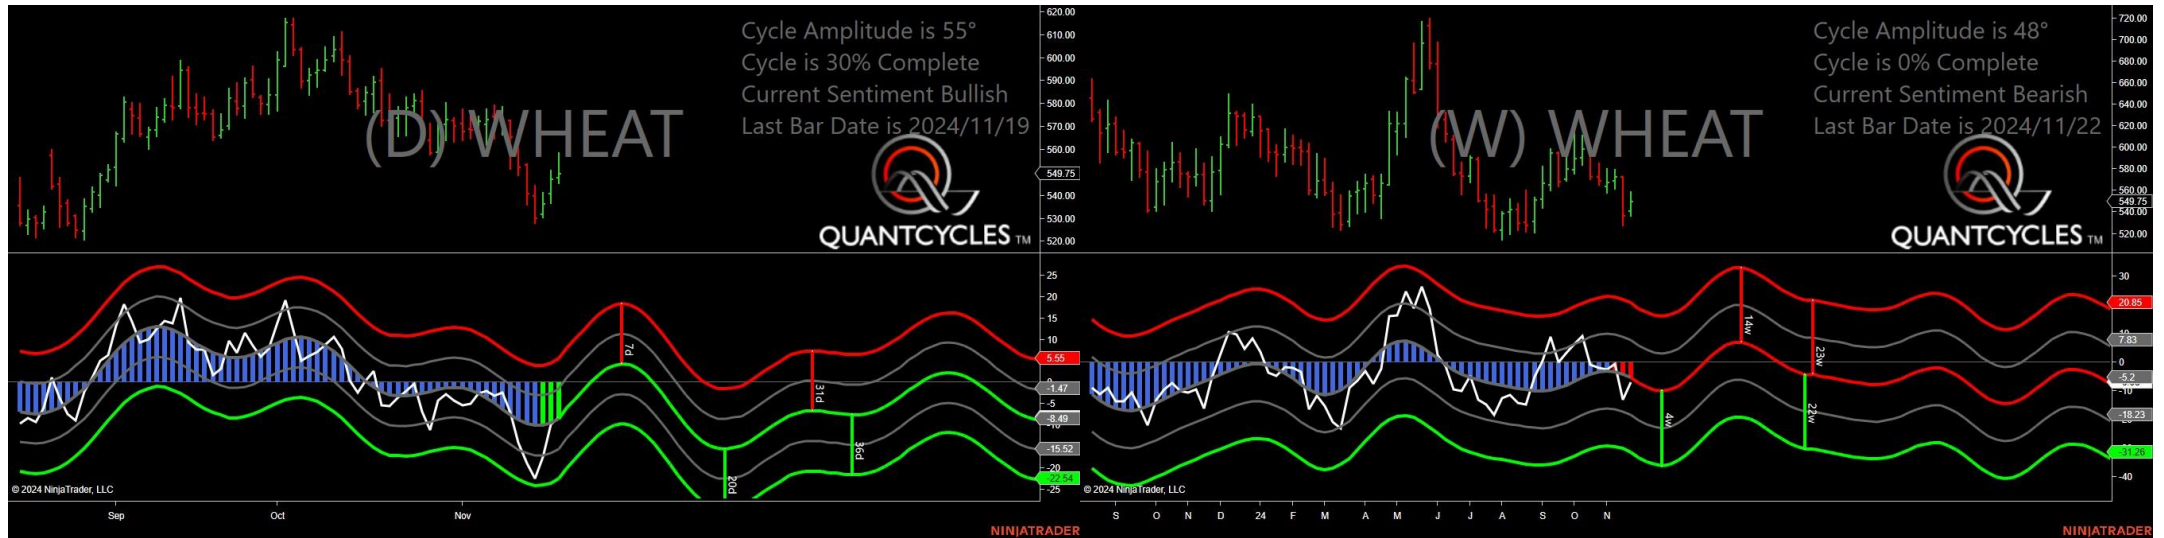 Cycle Amplitude is 55°
Cycle is 30% Complete
Current Sentiment Bullish
Last Bar Date is 2024/11/19
(D) WHEAT
QUANTCYCLES TM
620.00
610.00
600.00
590.00
580.00
570.00
560.00
549.75
540.00
530.00
520.00
25
20
15
10
5.55
0
-1.47
-5
-8.49
-10
-15.52
-20
-22.54
-25
7d
20d
31d
36d
© 2024 NinjaTrader, LLC
Sep
Oct
Nov
NINJATRADER
Cycle Amplitude is 48°
Cycle is 0% Complete
Current Sentiment Bearish
Last Bar Date is 2024/11/22
(W) WHEAT
QUANTCYCLES TM
720.00
700.00
680.00
660.00
640.00
620.00
600.00
580.00
560.00
549.75
540.00
520.00
30
20.85
10
7.83
0
-5.2
-10
-18.23
-31.26
-40
4w
14w
22w
23w
© 2024 NinjaTrader, LLC
S
O
N
D
24
F
M
A
M
J
J
A
S
O
N
NINJATRADER